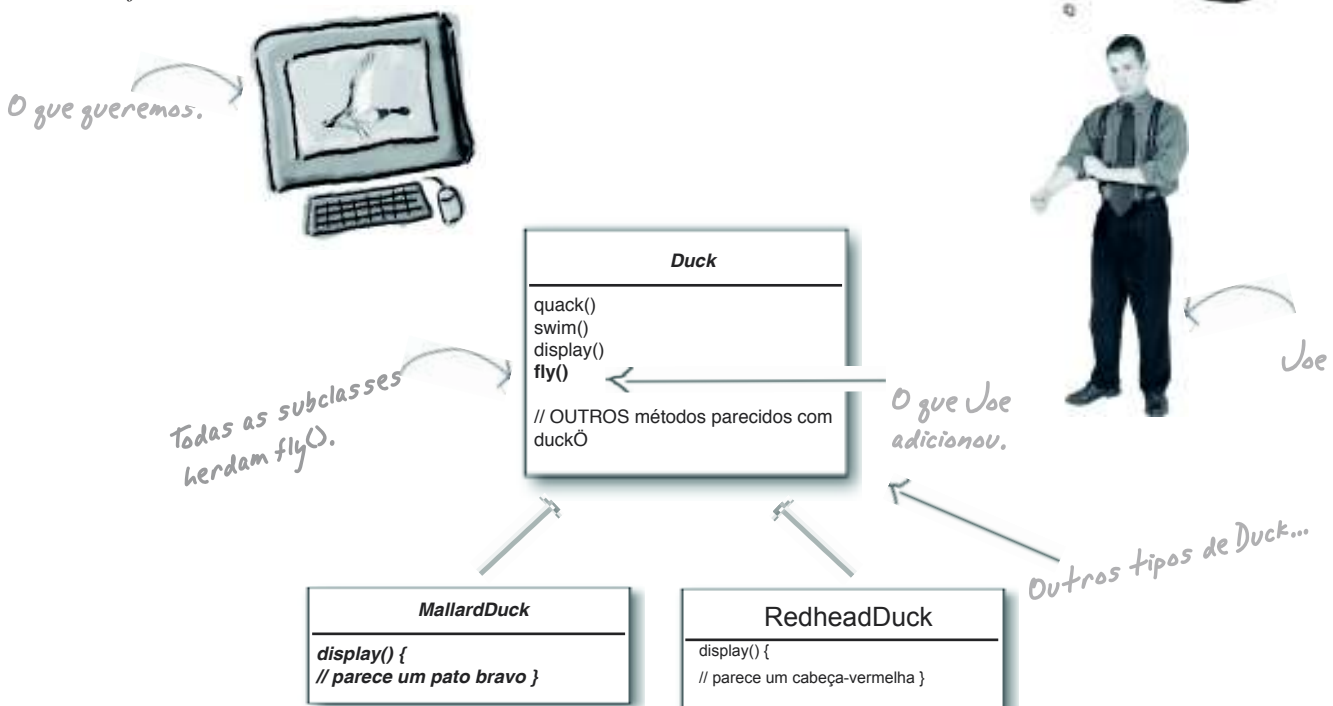 O que queremos.
Duck
quack()
swim()
display()
fly()
// OUTROS métodos parecidos com
duckÖ
Todas as subclasses
herdam fly().
O que Joe
adicionou.
Joe
Outros tipos de Duck...
MallardDuck
display() {
// parece um pato bravo }
RedheadDuck
display() {
// parece um cabeça-vermelha }